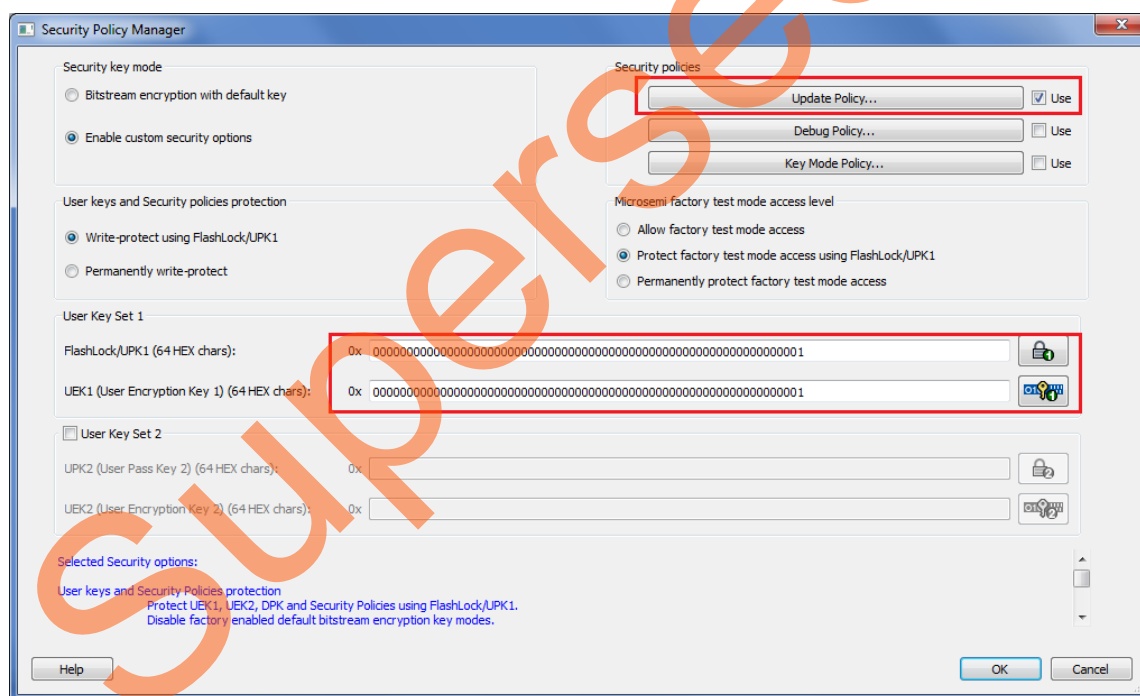 Security Policy Manager
Security key mode
Bitstream encryption with default key
Enable custom security options
Security policies
Update Policy... Use
Debug Policy... Use
Key Mode Policy... Use
User keys and Security policies protection
Write-protect using FlashLock/UPK1
Permanently write-protect
Microsemi factory test mode access level
Allow factory test mode access
Protect factory test mode access using FlashLock/UPK1
Permanently protect factory test mode access
User Key Set 1
FlashLock/UPK1 (64 HEX chars): 0x 0000000000000000000000000000000000000000000000000000000000000001
UEK1 (User Encryption Key 1) (64 HEX chars): 0x 0000000000000000000000000000000000000000000000000000000000000001
User Key Set 2
UPK2 (User Pass Key 2) (64 HEX chars): 0x
UEK2 (User Encryption Key 2) (64 HEX chars): 0x
Selected Security options:
User keys and Security Policies protection
Protect UEK1, UEK2, DPK and Security Policies using FlashLock/UPK1.
Disable factory enabled default bitstream encryption key modes.
Help OK Cancel
Superse